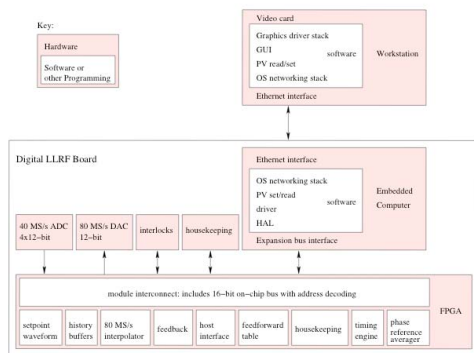 Key:
Hardware
Software or
other Programming
Video card
Graphics driver stack
GUI
PV read/set
OS networking stack
software
Workstation
Ethernet interface
Digital LLRF Board
Ethernet interface
OS networking stack
PV set/read
driver
HAL
software
Embedded
Computer
Expansion bus interface
40 MS/s ADC
4x12−bit
80 MS/s DAC
12−bit
interlocks
housekeeping
module interconnect: includes 16−bit on−chip bus with address decoding
FPGA
setpoint
waveform
history
buffers
80 MS/s
interpolator
feedback
host
interface
feedforward
table
housekeeping
timing
engine
phase
reference
averager